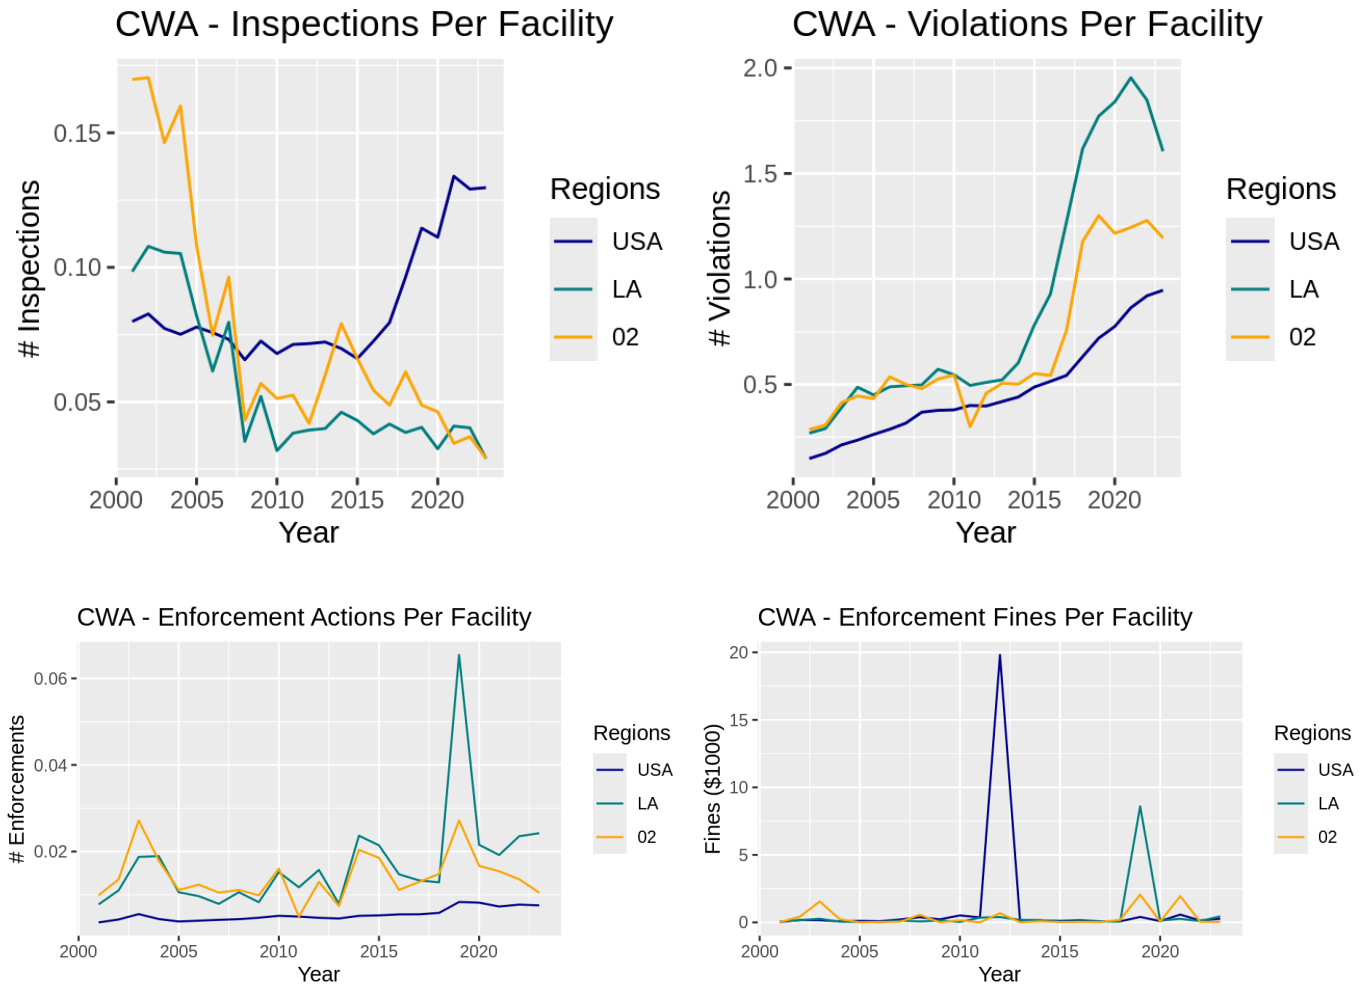 CWA - Inspections Per Facility
# Inspections
0.15
0.10
0.05
2000 2005 2010 2015 2020
Year
Regions
USA
LA
02
CWA - Violations Per Facility
# Violations
2.0
1.5
1.0
0.5
2000 2005 2010 2015 2020
Year
Regions
USA
LA
02
CWA - Enforcement Actions Per Facility
# Enforcements
0.06
0.04
0.02
2000 2005 2010 2015 2020
Year
Regions
USA
LA
02
CWA - Enforcement Fines Per Facility
Fines ($1000)
20
15
10
5
0
2000 2005 2010 2015 2020
Year
Regions
USA
LA
02